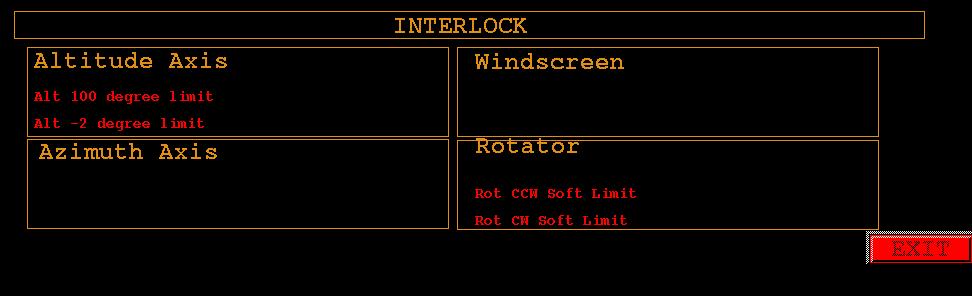 INTERLOCK
Altitude Axis
Alt 100 degree limit
Alt -2 degree limit
Windscreen
Azimuth Axis
Rotator
Rot CCW Soft Limit
Rot CW Soft Limit
EXIT